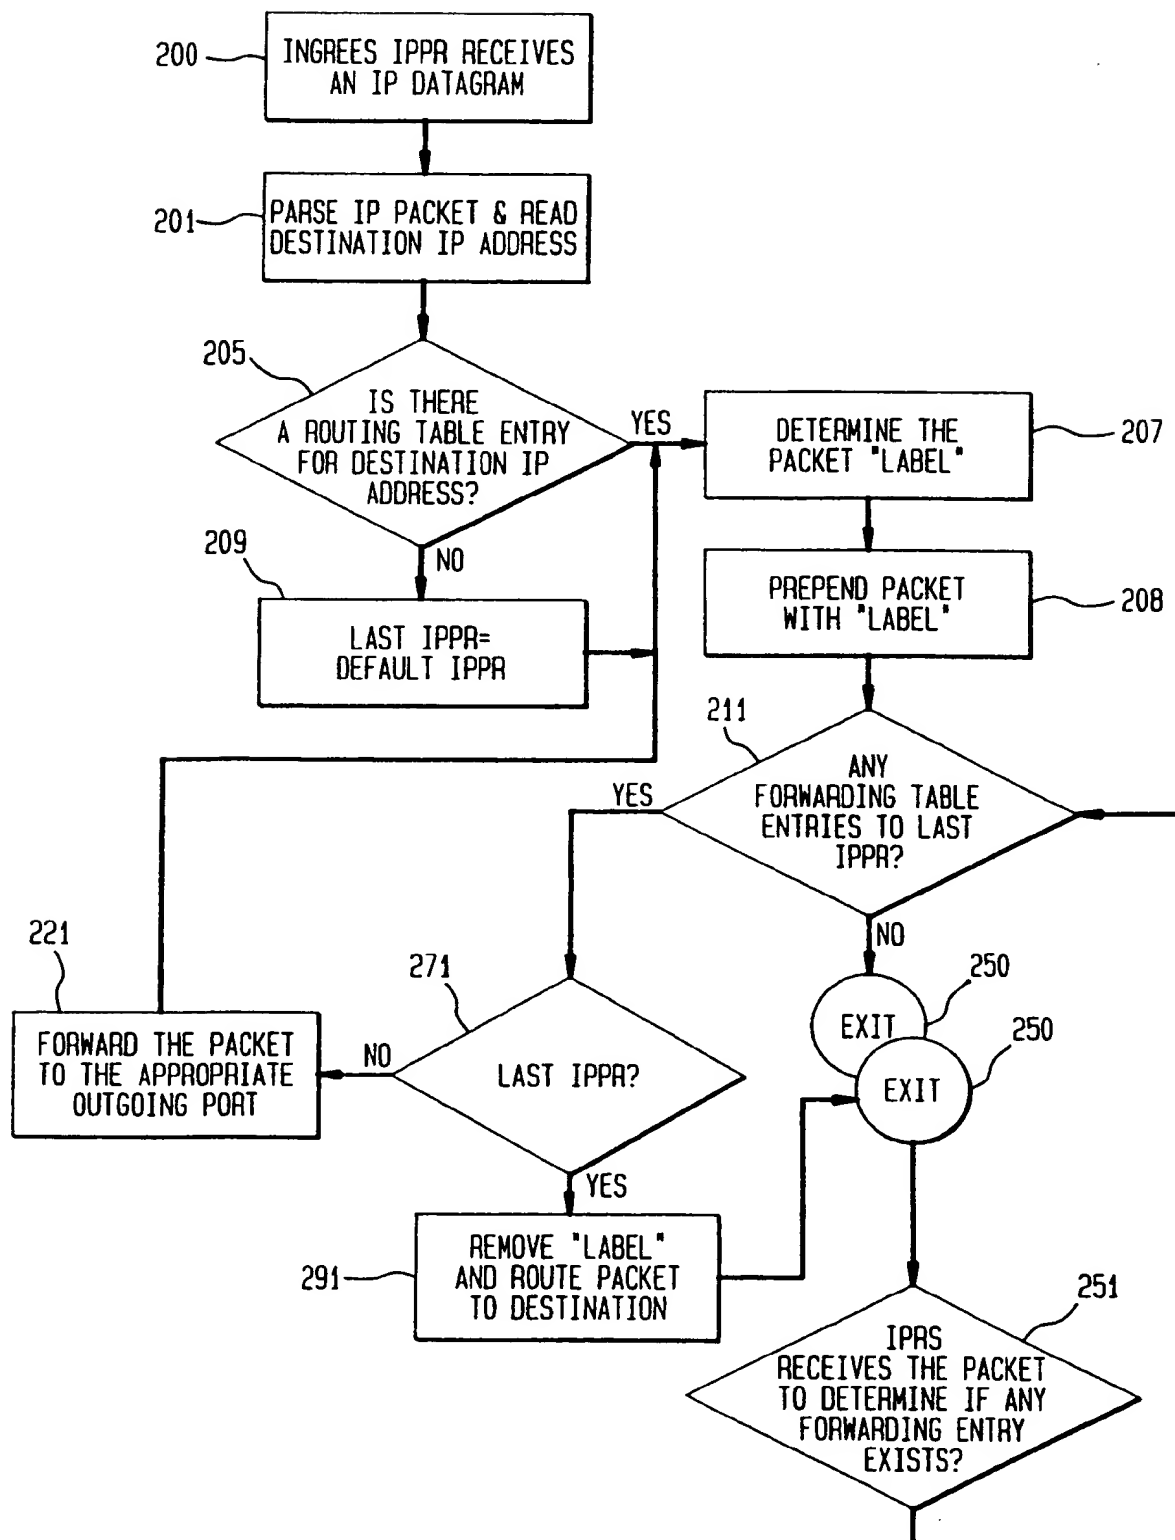 200
INGREES IPPR RECEIVES
AN IP DATAGRAM
201
PARSE IP PACKET & READ
DESTINATION IP ADDRESS
205
IS THERE
A ROUTING TABLE ENTRY
FOR DESTINATION IP
ADDRESS?
YES
NO
DETERMINE THE
PACKET "LABEL"
207
209
LAST IPPR=
DEFAULT IPPR
PREPEND PACKET
WITH "LABEL"
208
211
ANY
FORWARDING TABLE
ENTRIES TO LAST
IPPR?
YES
NO
221
FORWARD THE PACKET
TO THE APPROPRIATE
OUTGOING PORT
271
LAST IPPR?
NO
YES
EXIT
250
EXIT
250
291
REMOVE "LABEL"
AND ROUTE PACKET
TO DESTINATION
251
IPRS
RECEIVES THE PACKET
TO DETERMINE IF ANY
FORWARDING ENTRY
EXISTS?